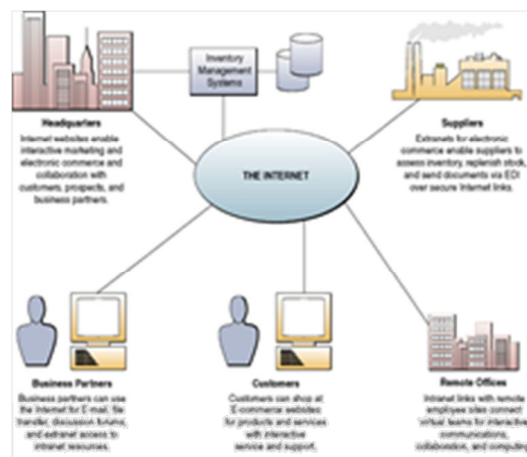 Inventory
Management
Systems
Headquarters
Internet websites enable
interactive marketing and
electronic commerce and
collaboration with
customers, prospects, and
business partners.
Suppliers
Extranets for electronic
commerce enable suppliers to
assess inventory, replenish stock,
and send documents via EDI
over secure Internet links.
THE INTERNET
Business Partners
Business partners can use
the Internet for E-mail, file
transfer, discussion forums,
and extranet access to
intranet resources.
Customers
Customers can shop at
E-commerce websites
for products and services
with interactive
service and support.
Remote Offices
Intranet links with remote
employee sites connect
virtual teams for interactive
communications,
collaboration, and computing.